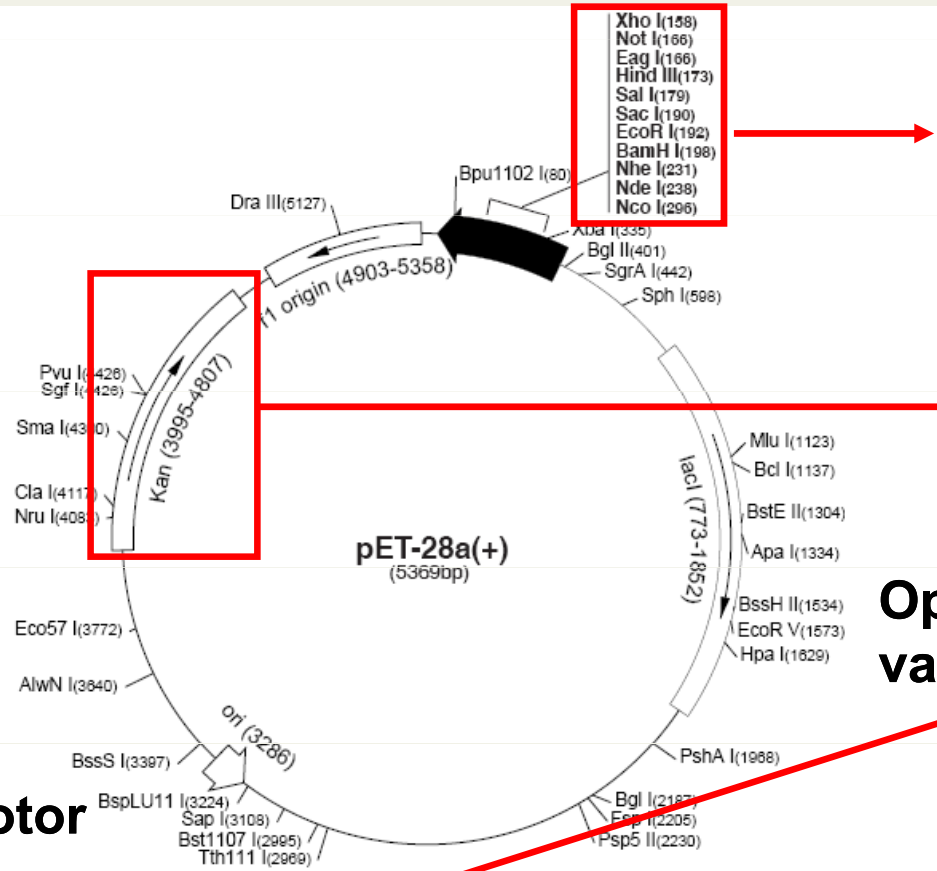 Xho I(158)
Not I(166)
Eag I(166)
Hind III(173)
Sal I(179)
Sac I(190)
EcoR I(192)
BamH I(198)
Nhe I(231)
Nde I(238)
Nco I(296)
Bpu1102 I(80)
Dra III(5127)
Xba I(335)
Bgl II(401)
SgrA I(442)
Sph I(598)
f1 origin (4903-5358)
Pvu I(4426)
Sgf I(4426)
Sma I(4300)
Kan (3995-4807)
Cla I(4117)
Nru I(4083)
lacI (773-1852)
Mlu I(1123)
Bcl I(1137)
BstE II(1304)
Apa I(1334)
pET-28a(+)
(5369bp)
BssH II(1534)
EcoR V(1573)
Hpa I(1629)
Op
va
Eco57 I(3772)
AlwN I(3640)
ori (3286)
BssS I(3397)
PshA I(1968)
otor
BspLU11 I(3224)
Sap I(3108)
Bst1107 I(2995)
Tth111 I(2969)
Bgl I(2187)
Fsp I(2205)
Psp5 II(2230)